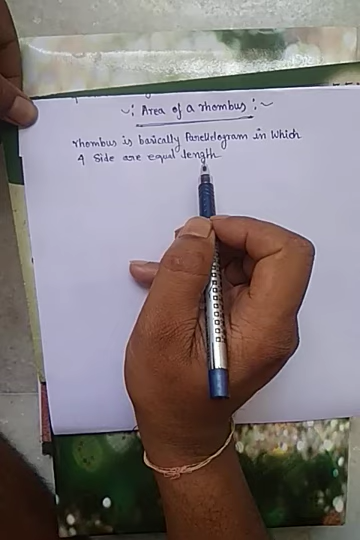 Area of a rhombus
rhombus is basically Parellelogram in Which
4 Side are equal length